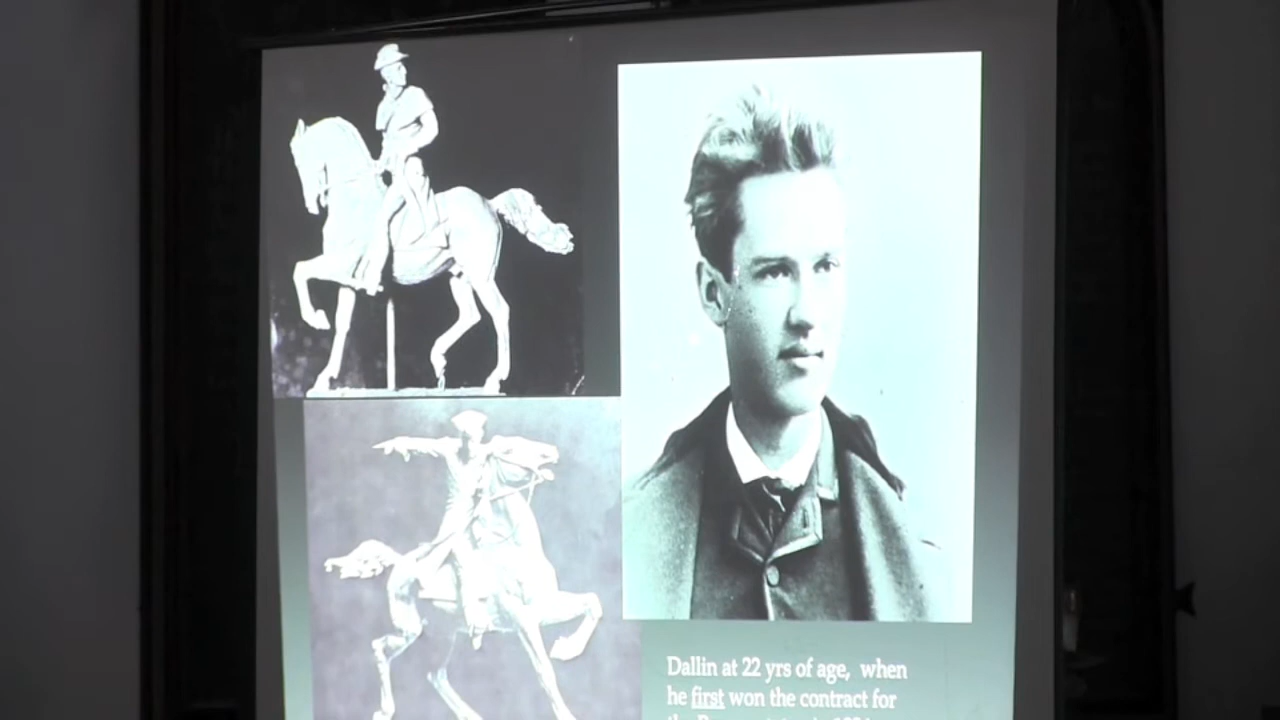 Dallin at 22 yrs of age, when
he first won the contract for